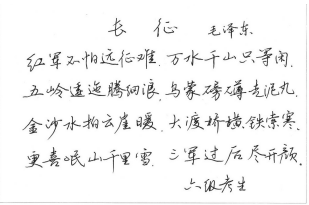 长征 毛泽东
红军不怕远征难 万水千山只等闲
五岭逶迤腾细浪 乌蒙磅礴走泥丸
金沙水拍云崖暖 大渡桥横铁索寒
更喜岷山千里雪 三军过后尽开颜
六级考生